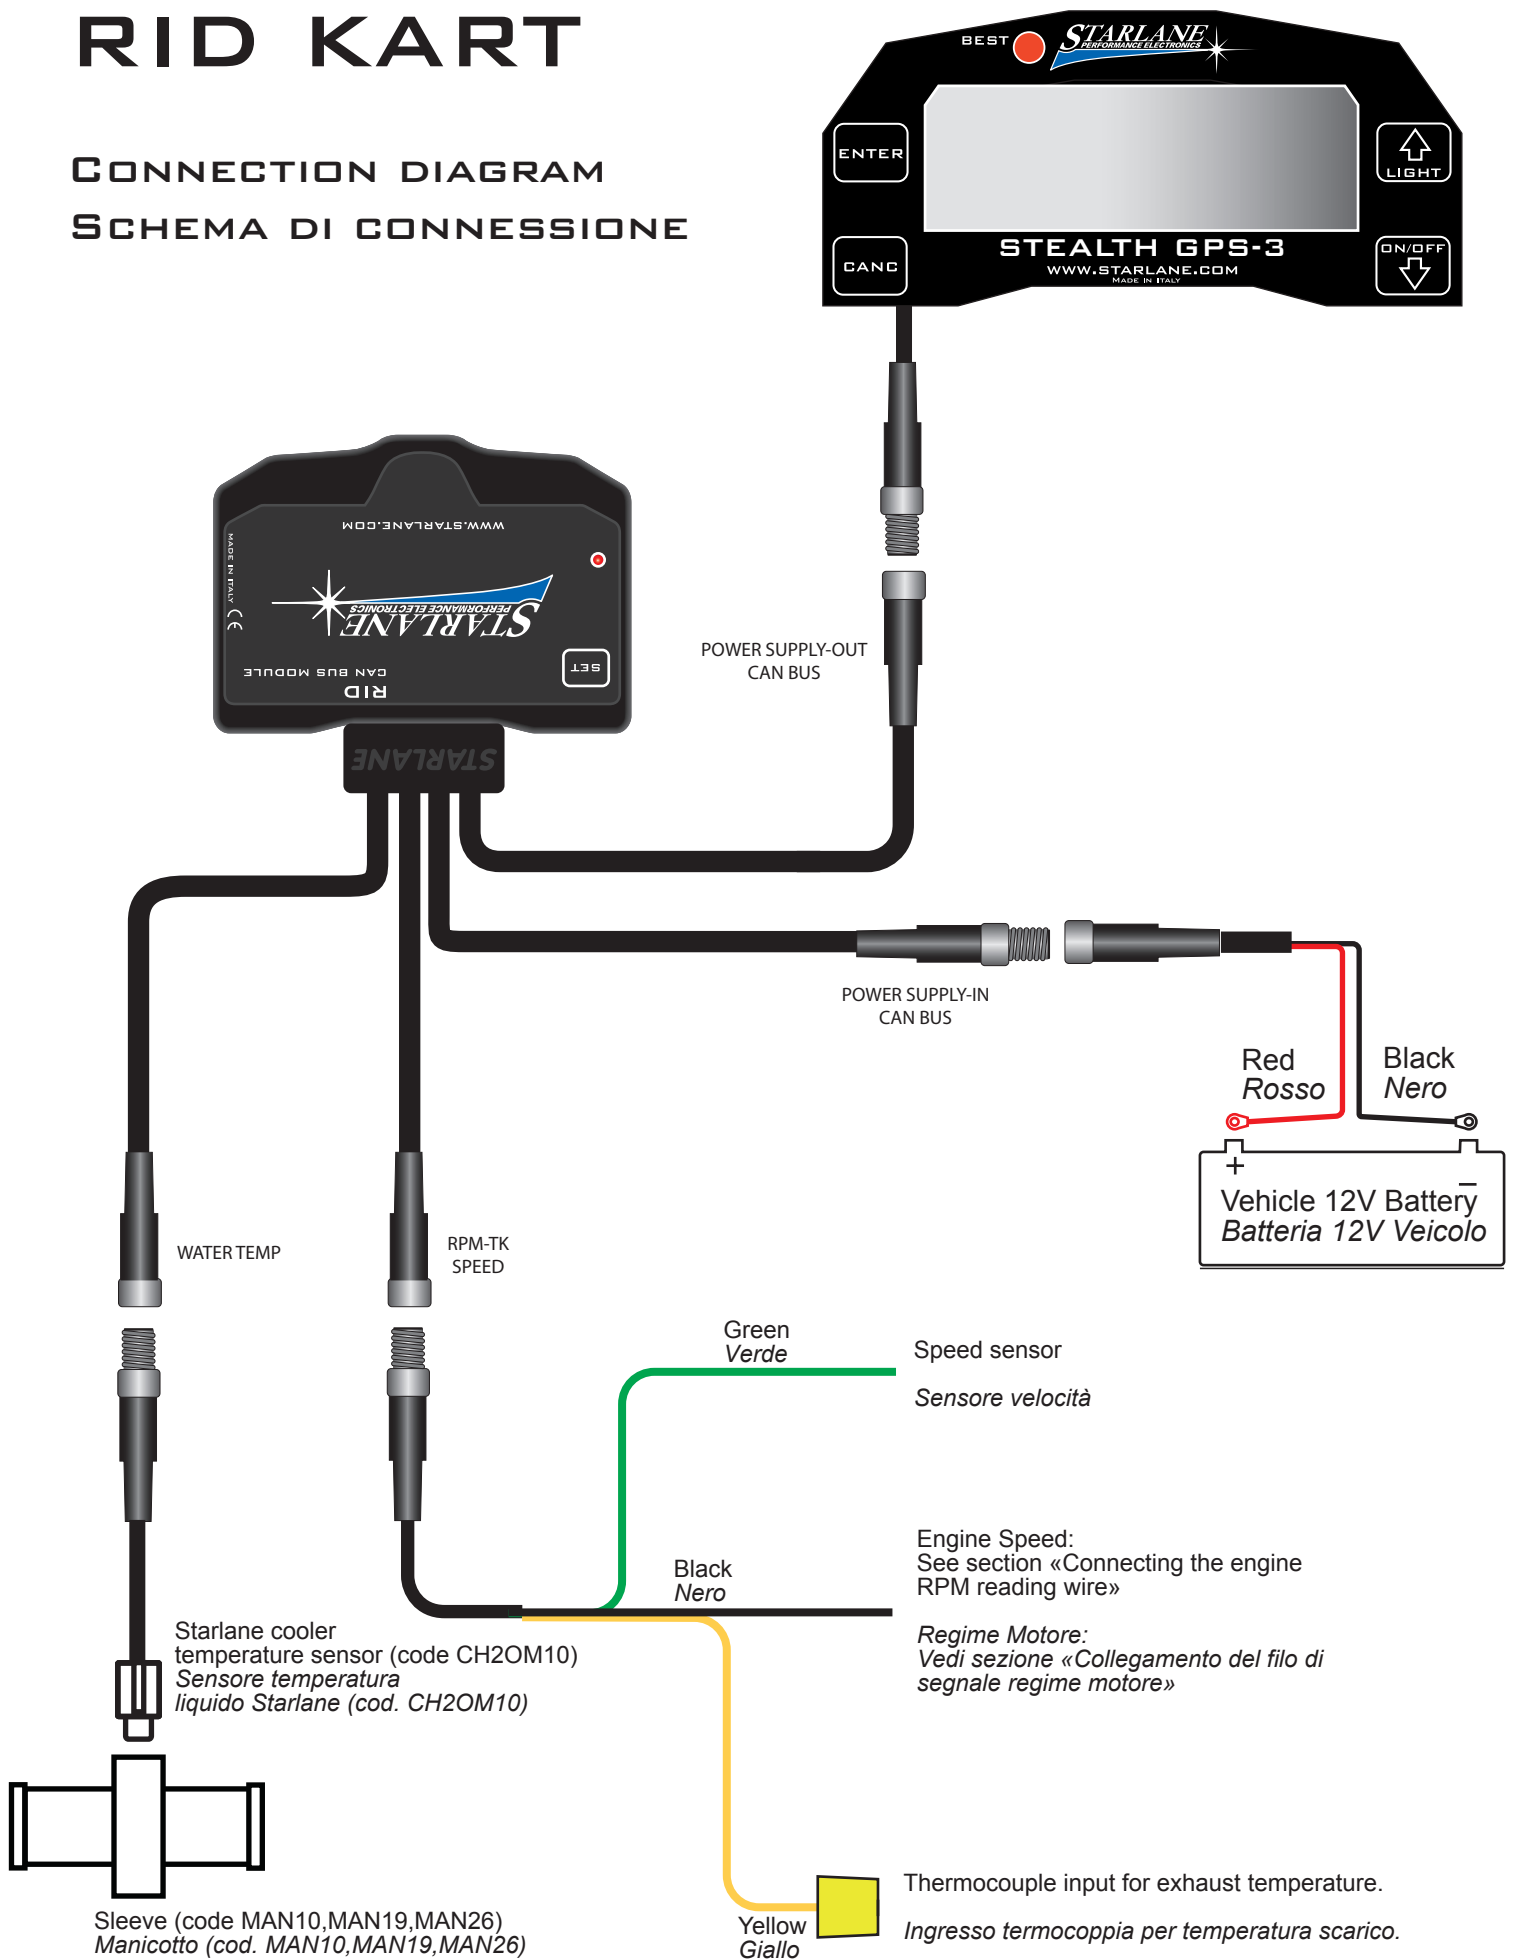 RID KART
CONNECTION DIAGRAM
SCHEMA DI CONNESSIONE
BEST
STARLANE
PERFORMANCE ELECTRONICS
ENTER
LIGHT
CANC
ON/OFF
STEALTH GPS-3
WWW.STARLANE.COM
MADE IN ITALY
WWW.STARLANE.COM
MADE IN ITALY CE
STARLANE
PERFORMANCE ELECTRONICS
SET
RID
CAN BUS MODULE
STARLANE
POWER SUPPLY-OUT
CAN BUS
POWER SUPPLY-IN
CAN BUS
Red
Rosso
Black
Nero
+
–
Vehicle 12V Battery
Batteria 12V Veicolo
WATER TEMP
RPM-TK
SPEED
Green
Verde
Speed sensor
Sensore velocità
Black
Nero
Engine Speed:
See section «Connecting the engine
RPM reading wire»
Regime Motore:
Vedi sezione «Collegamento del filo di
segnale regime motore»
Starlane cooler
temperature sensor (code CH2OM10)
Sensore temperatura
liquido Starlane (cod. CH2OM10)
Sleeve (code MAN10,MAN19,MAN26)
Manicotto (cod. MAN10,MAN19,MAN26)
Yellow
Giallo
Thermocouple input for exhaust temperature.
Ingresso termocoppia per temperatura scarico.